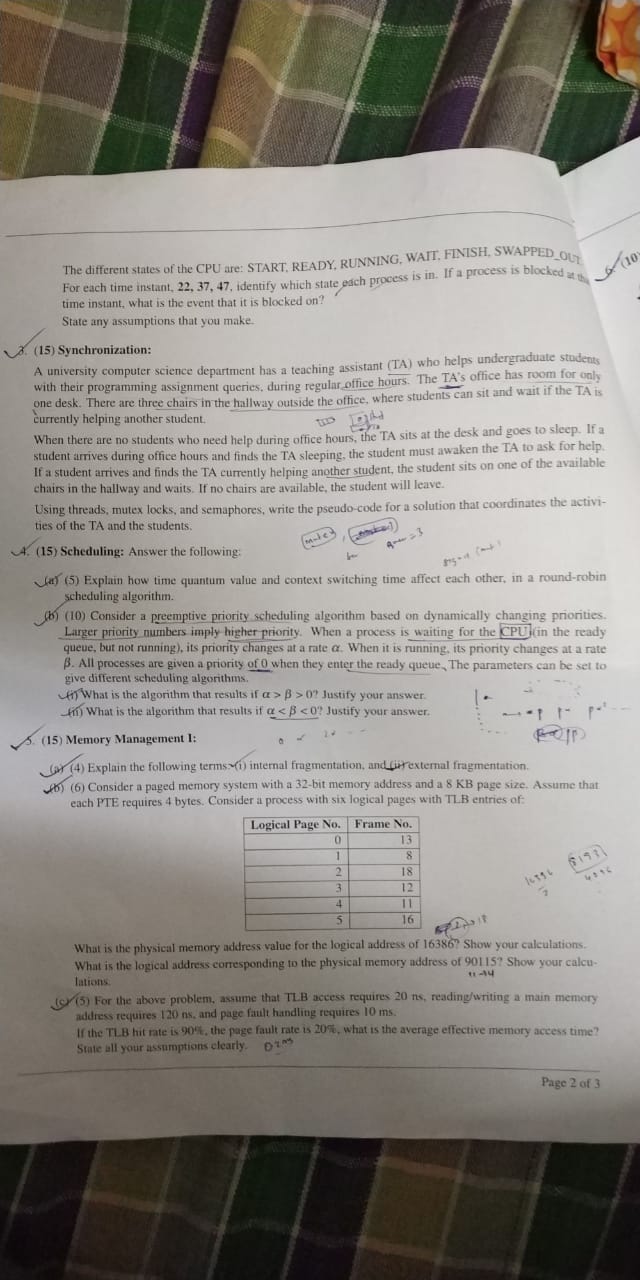 The different states of the CPU are: START, READY, RUNNING, WAIT, FINISH, SWAPPED_OUT.
For each time instant, 22, 37, 47, identify which state each process is in. If a process is blocked at the
time instant, what is the event that it is blocked on?
State any assumptions that you make.
6. (10
3. (15) Synchronization:
A university computer science department has a teaching assistant (TA) who helps undergraduate students
with their programming assignment queries, during regular office hours. The TA's office has room for only
one desk. There are three chairs in the hallway outside the office, where students can sit and wait if the TA is
currently helping another student.
When there are no students who need help during office hours, the TA sits at the desk and goes to sleep. If a
student arrives during office hours and finds the TA sleeping, the student must awaken the TA to ask for help.
If a student arrives and finds the TA currently helping another student, the student sits on one of the available
chairs in the hallway and waits. If no chairs are available, the student will leave.
Using threads, mutex locks, and semaphores, write the pseudo-code for a solution that coordinates the activi-
ties of the TA and the students.
mutex
4. (15) Scheduling: Answer the following:
(a) (5) Explain how time quantum value and context switching time affect each other, in a round-robin
scheduling algorithm.
(b) (10) Consider a preemptive priority scheduling algorithm based on dynamically changing priorities.
Larger priority numbers imply higher priority. When a process is waiting for the CPU (in the ready
queue, but not running), its priority changes at a rate α. When it is running, its priority changes at a rate
β. All processes are given a priority of 0 when they enter the ready queue. The parameters can be set to
give different scheduling algorithms.
(i) What is the algorithm that results if α > β > 0? Justify your answer.
(ii) What is the algorithm that results if α < β < 0? Justify your answer.
5. (15) Memory Management I:
(a) (4) Explain the following terms: (i) internal fragmentation, and (ii) external fragmentation.
(b) (6) Consider a paged memory system with a 32-bit memory address and a 8 KB page size. Assume that
each PTE requires 4 bytes. Consider a process with six logical pages with TLB entries of:
Logical Page No. Frame No.
0 13
1 8
2 18
3 12
4 11
5 16
What is the physical memory address value for the logical address of 16386? Show your calculations.
What is the logical address corresponding to the physical memory address of 90115? Show your calcu-
lations.
(c) (5) For the above problem, assume that TLB access requires 20 ns, reading/writing a main memory
address requires 120 ns, and page fault handling requires 10 ms.
If the TLB hit rate is 90%, the page fault rate is 20%, what is the average effective memory access time?
State all your assumptions clearly.
Page 2 of 3